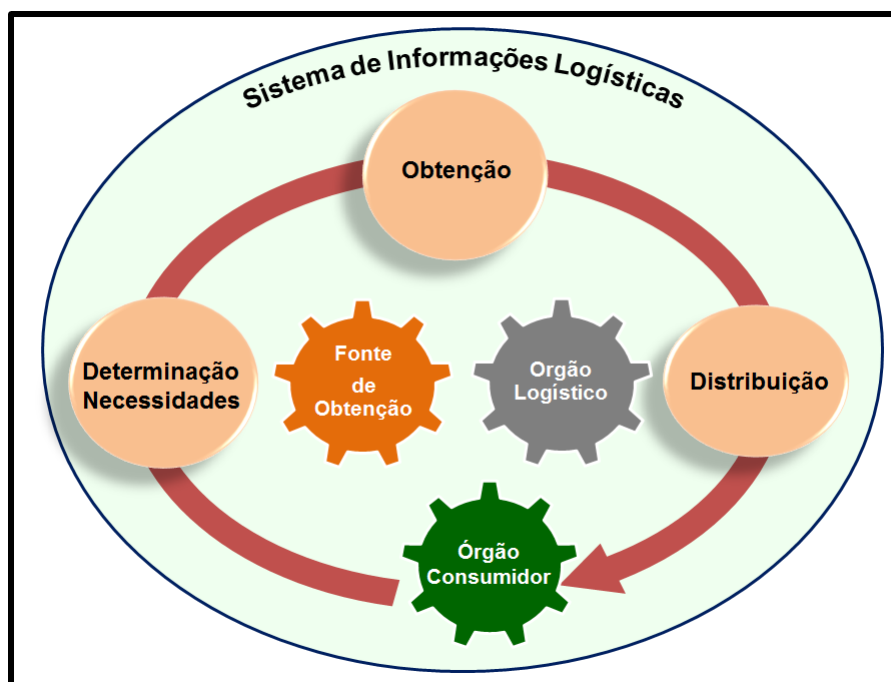 Sistema de Informações Logísticas
Obtenção
Determinação
Necessidades
Fonte
de
Obtenção
Orgão
Logístico
Distribuição
Órgão
Consumidor